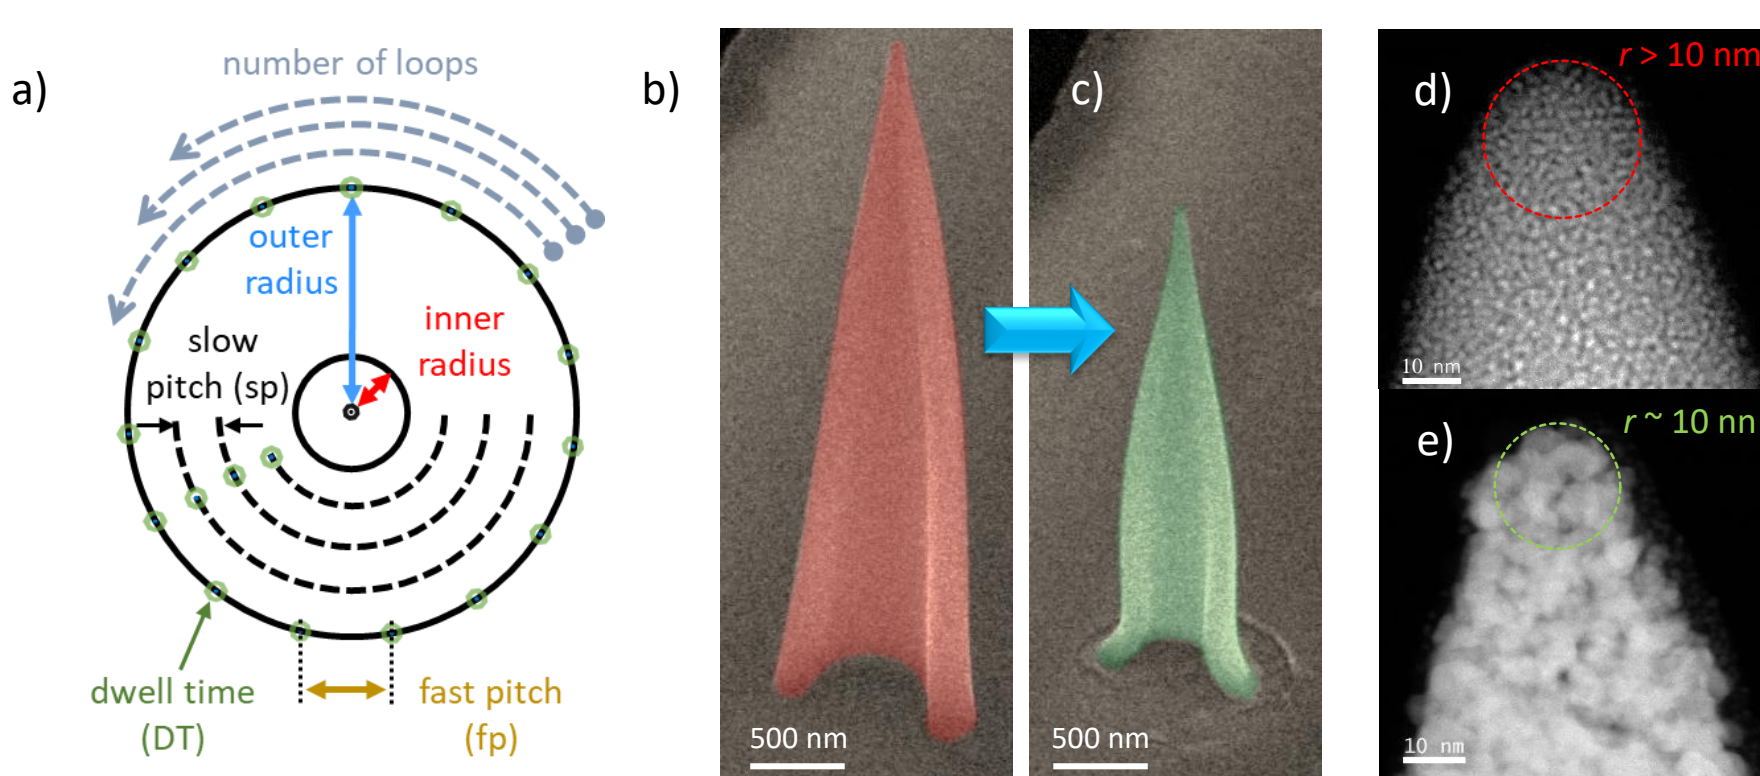 a)
number of loops
outer
radius
inner
radius
slow
pitch (sp)
dwell time
(DT)
fast pitch
(fp)
b)
500 nm
c)
500 nm
d)
r > 10 nm
10 nm
e)
r ~ 10 nn
10 nm